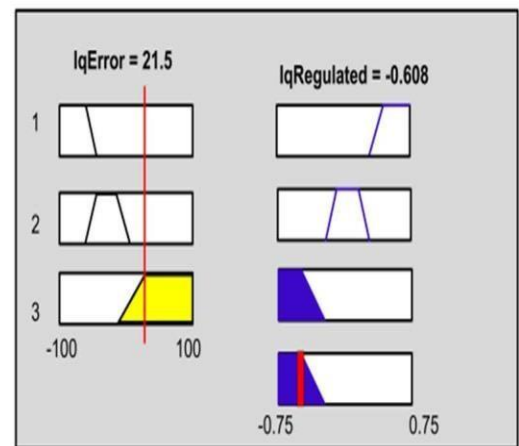 IqError = 21.5
IqRegulated = -0.608
1
2
3
-100 100
-0.75 0.75